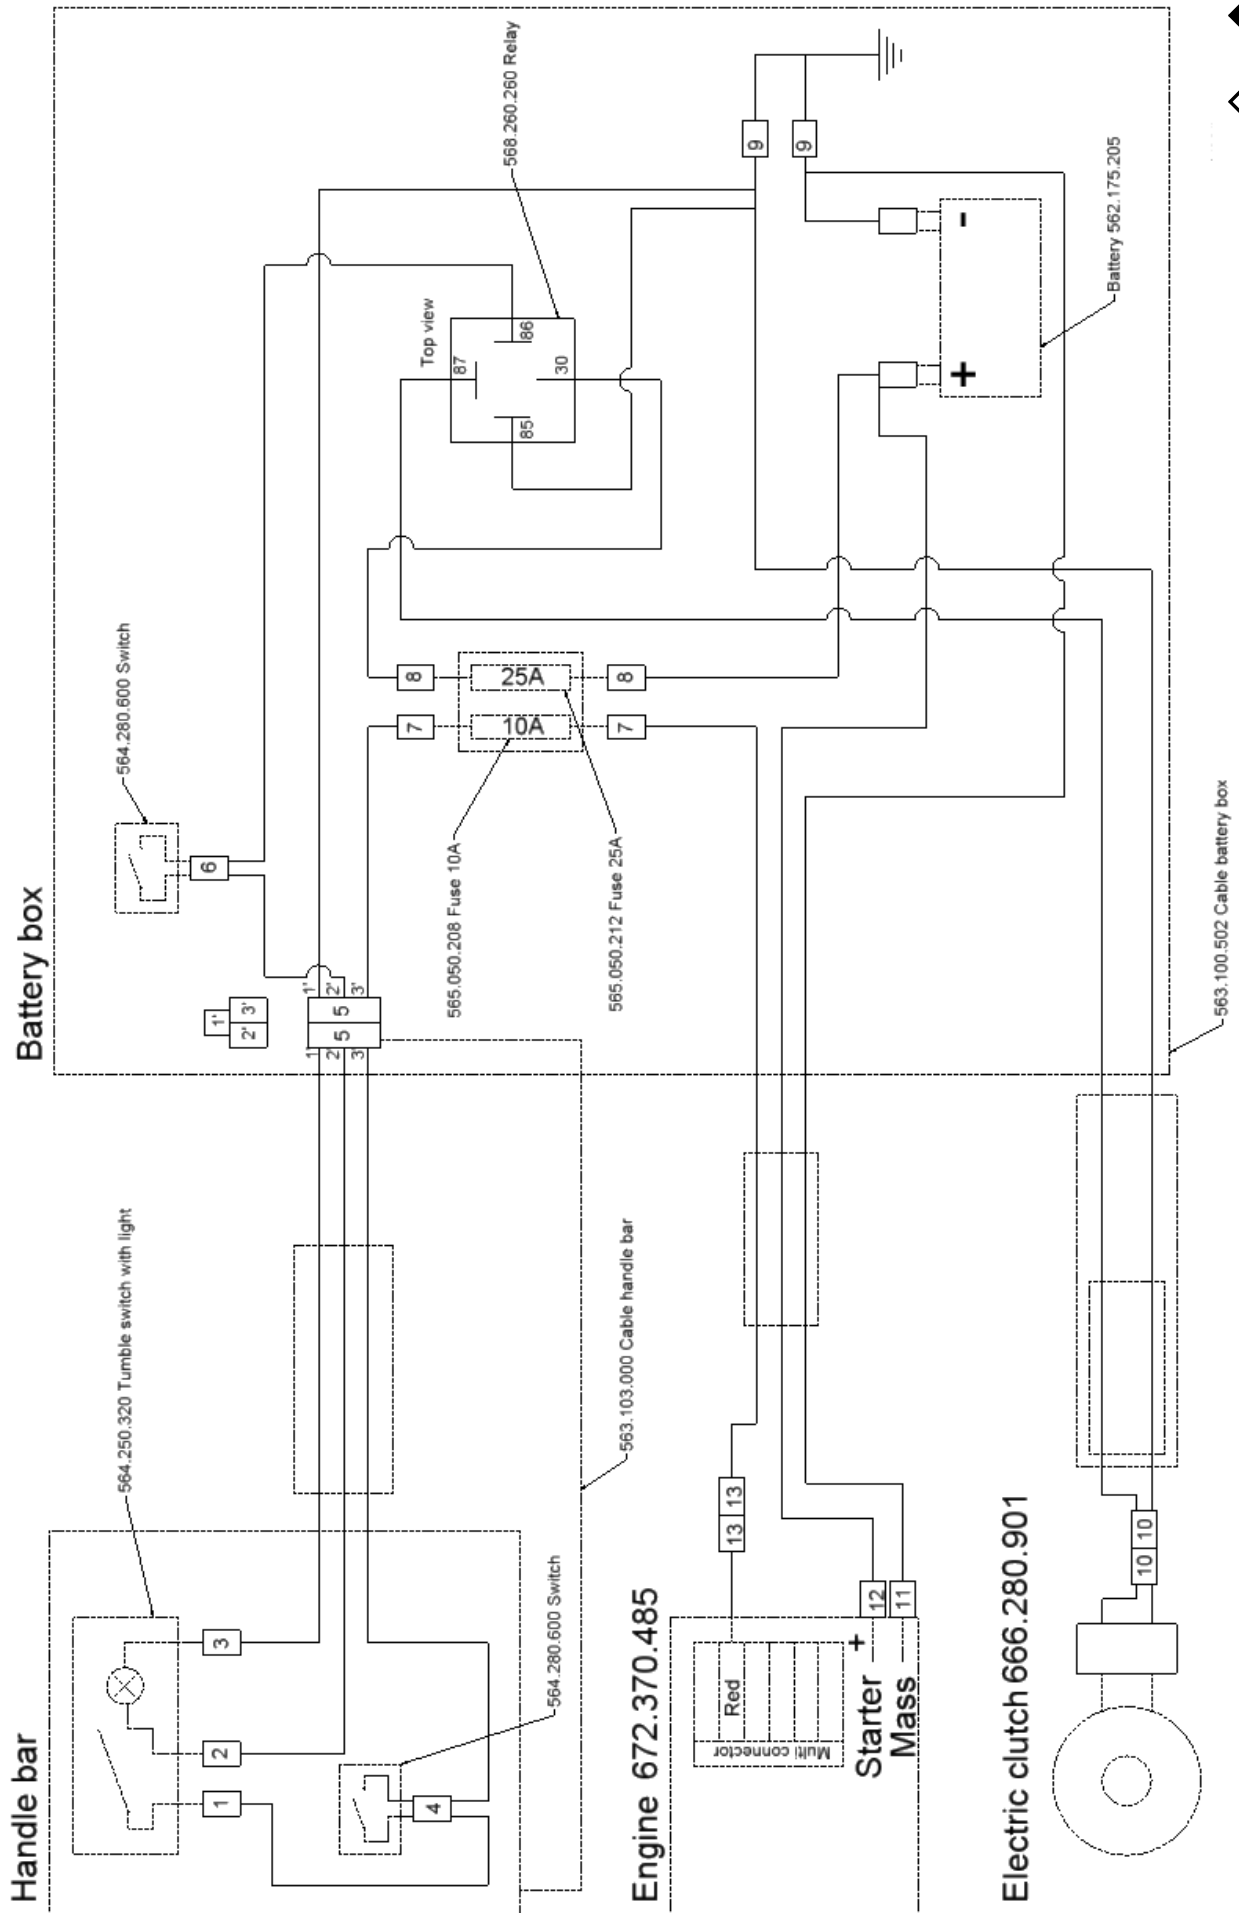 Handle bar
564.250.320 Tumble switch with light
1
2
3
4
564.280.600 Switch
563.103.000 Cable handle bar
Battery box
564.280.600 Switch
6
1'
2'
3'
1'
2'
3'
5
5
1'
2'
3'
7
10A
7
8
25A
8
565.050.208 Fuse 10A
565.050.212 Fuse 25A
Top view
87
86
85
30
568.260.260 Relay
9
9
+
-
Battery 562.175.205
563.100.502 Cable battery box
Engine 672.370.485
Multi connector
Red
13
13
+
Starter
12
Mass
11
Electric clutch 666.280.901
10
10